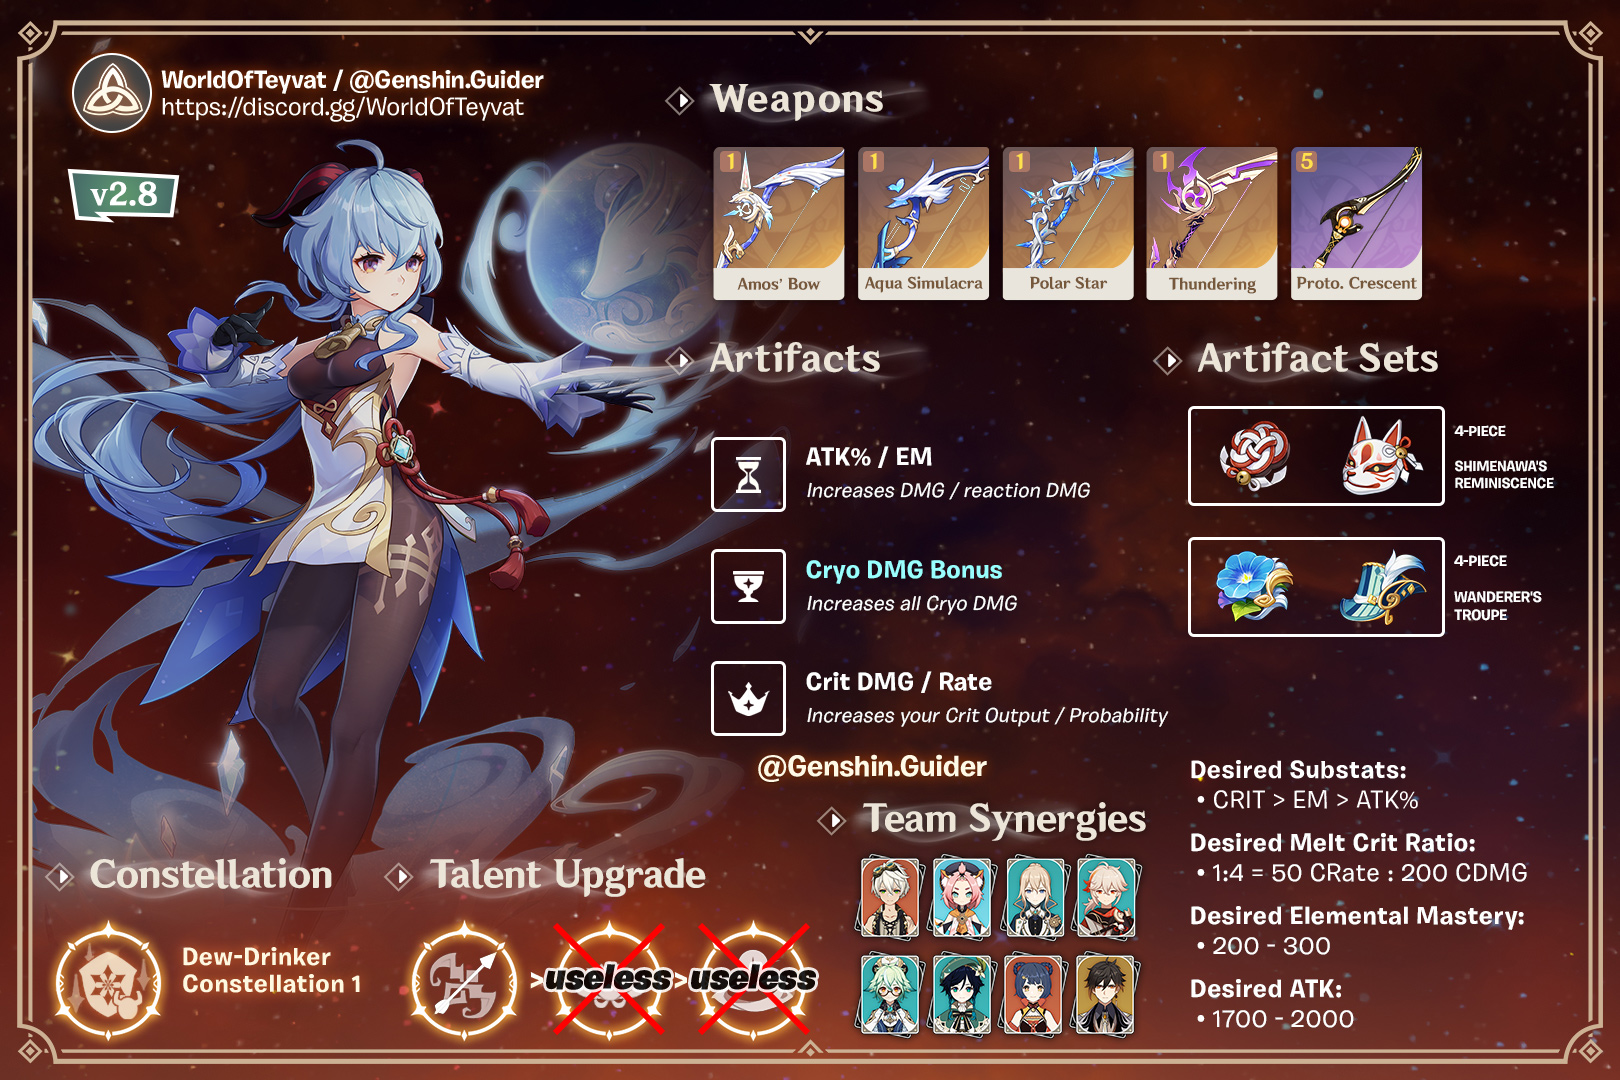 WorldOfTeyvat / @Genshin.Guider
https://discord.gg/WorldOfTeyvat
v2.8
Weapons
1
1
1
1
5
Amos' Bow
Aqua Simulacra
Polar Star
Thundering
Proto. Crescent
Artifacts
ATK% / EM
Increases DMG / reaction DMG
Cryo DMG Bonus
Increases all Cryo DMG
Crit DMG / Rate
Increases your Crit Output / Probability
@Genshin.Guider
Artifact Sets
4-PIECE
SHIMENAWA'S
REMINISCENCE
4-PIECE
WANDERER'S
TROUPE
Desired Substats:
• CRIT > EM > ATK%
Desired Melt Crit Ratio:
• 1:4 = 50 CRate : 200 CDMG
Desired Elemental Mastery:
• 200 - 300
Desired ATK:
• 1700 - 2000
Team Synergies
Constellation
Dew-Drinker
Constellation 1
Talent Upgrade
>useless>useless